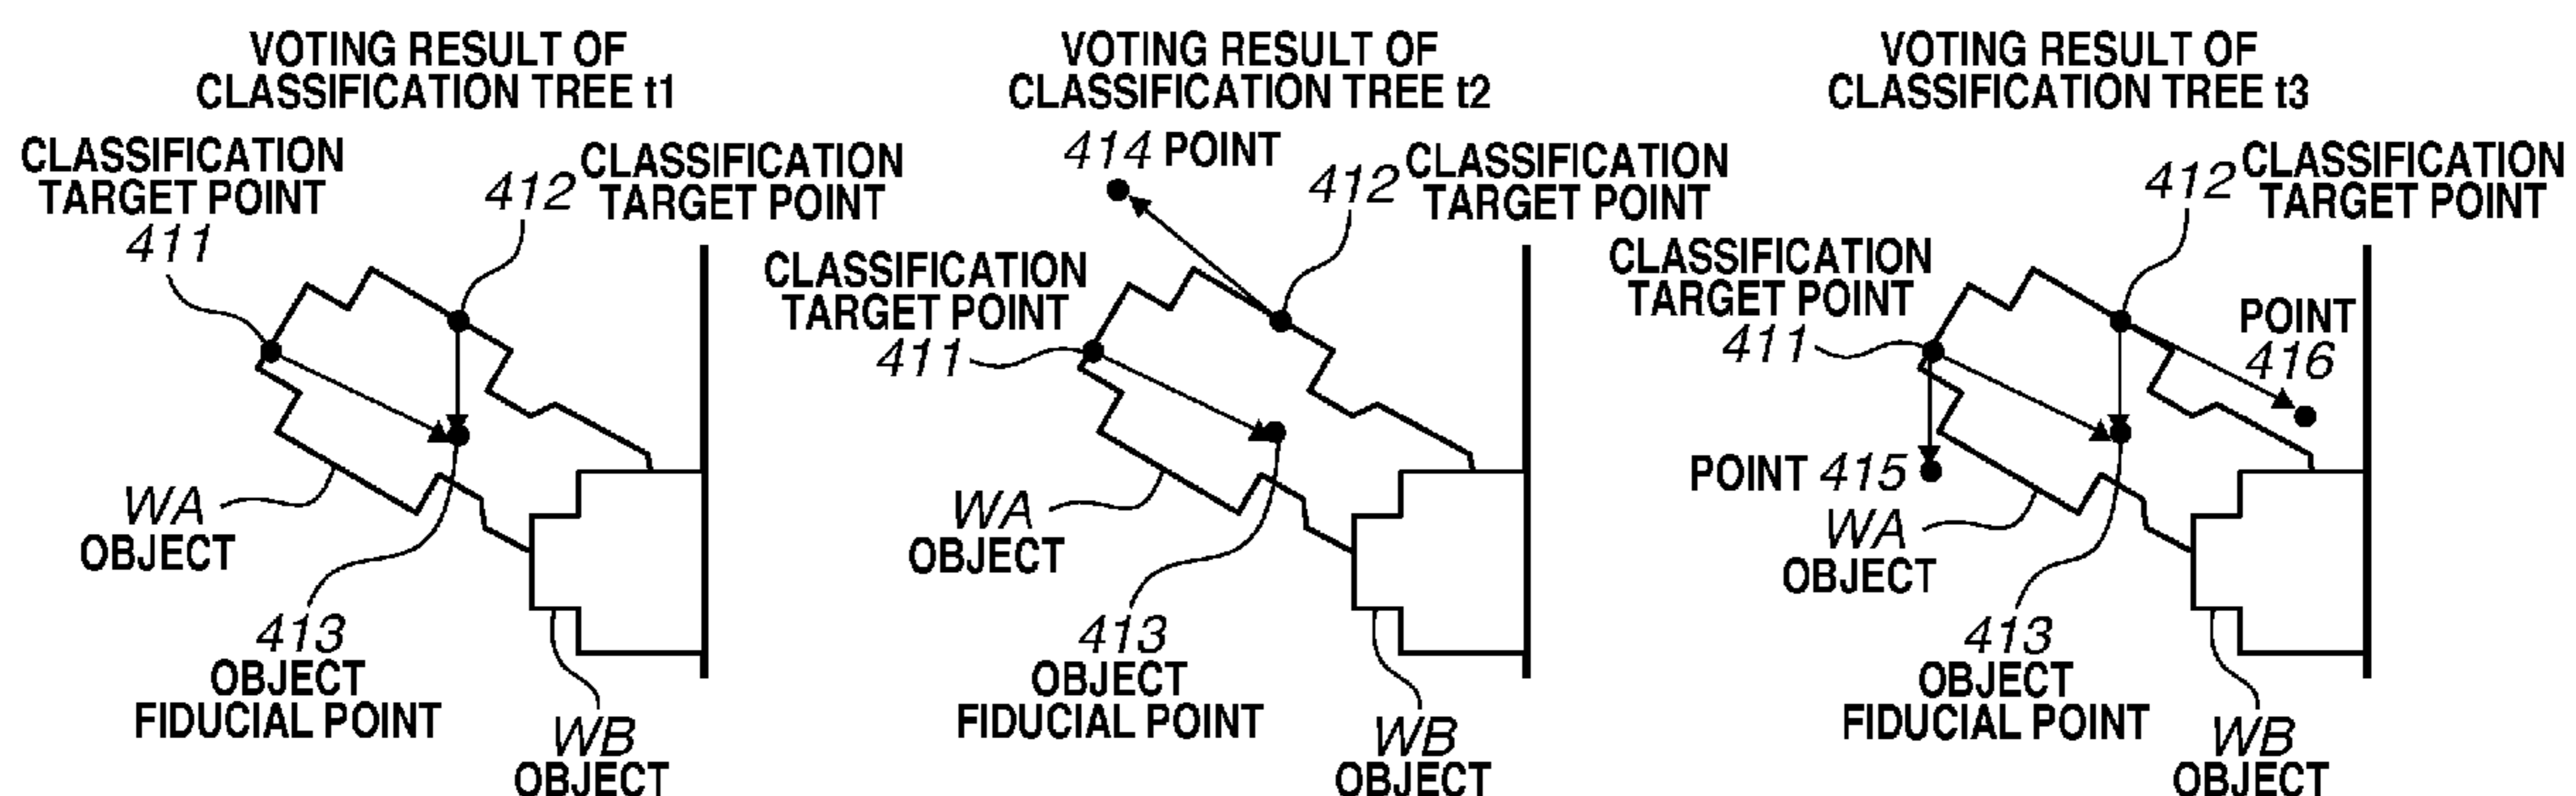 VOTING RESULT OF
CLASSIFICATION TREE t1
CLASSIFICATION
TARGET POINT
411
412
CLASSIFICATION
TARGET POINT
WA
OBJECT
413
OBJECT
FIDUCIAL POINT
WB
OBJECT
VOTING RESULT OF
CLASSIFICATION TREE t2
414 POINT
412
CLASSIFICATION
TARGET POINT
CLASSIFICATION
TARGET POINT
411
WA
OBJECT
413
OBJECT
FIDUCIAL POINT
WB
OBJECT
VOTING RESULT OF
CLASSIFICATION TREE t3
412
CLASSIFICATION
TARGET POINT
CLASSIFICATION
TARGET POINT
411
POINT
416
POINT 415
WA
OBJECT
413
OBJECT
FIDUCIAL POINT
WB
OBJECT